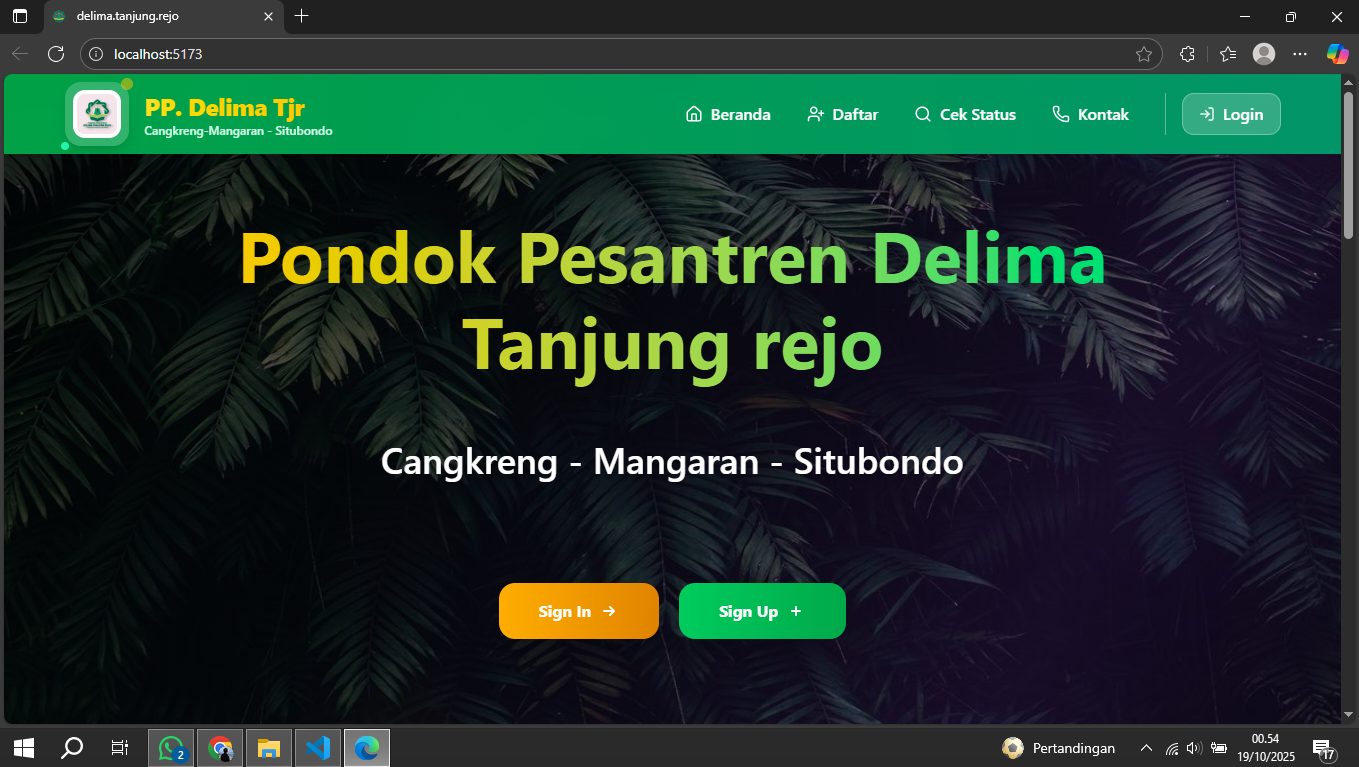 delima.tanjung.rejo
localhost:5173
PP. Delima Tjr
Cangkreng-Mangaran - Situbondo
Beranda
Daftar
Cek Status
Kontak
Login
Pondok Pesantren Delima
Tanjung rejo
Cangkreng - Mangaran - Situbondo
Sign In
Sign Up
2
Pertandingan
00.54
19/10/2025
17